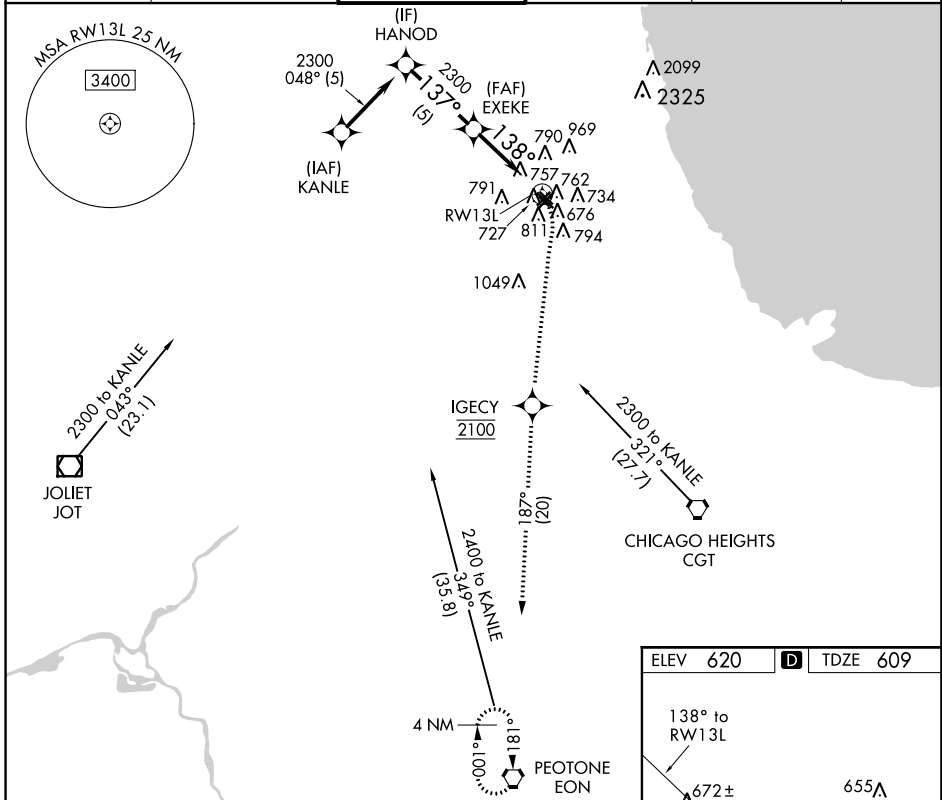 MSA RW13L 25 NM
3400
(IF)
HANOD
2300
048° (5)
2300
137°
(5)
(FAF)
EXEKE
138°
(IAF)
KANLE
2099
2325
790
969
757
762
791
734
RW13L
676
727
811
794
1049
2300 to KANLE
043°
(23.1)
JOLIET
JOT
IGECY
2100
2300 to KANLE
321°
(27.7)
187°
(20)
CHICAGO HEIGHTS
CGT
2400 to KANLE
349°
(35.8)
4 NM
001°
181°
PEOTONE
EON
ELEV 620
D
TDZE 609
138° to
RW13L
672±
655